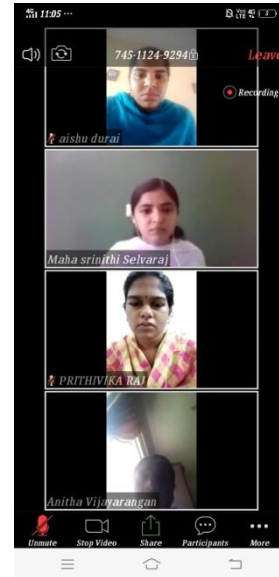 4G 11:05 ...
745-1124-9294
Leave
Recording
aishu durai
Maha srinithi Selvaraj
PRITHIVIKA RAJ
Anitha Vijayarangan
Unmute Stop Video Share Participants More